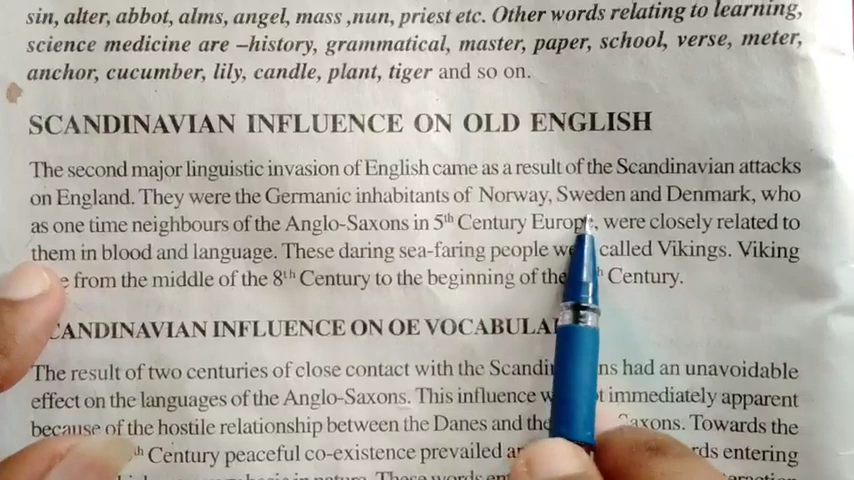 sin, alter, abbot, alms, angel, mass ,nun, priest etc. Other words relating to learning,
science medicine are –history, grammatical, master, paper, school, verse, meter,
anchor, cucumber, lily, candle, plant, tiger and so on.
SCANDINAVIAN INFLUENCE ON OLD ENGLISH
The second major linguistic invasion of English came as a result of the Scandinavian attacks
on England. They were the Germanic inhabitants of Norway, Sweden and Denmark, who
as one time neighbours of the Anglo-Saxons in 5th Century Europe, were closely related to
them in blood and language. These daring sea-faring people we called Vikings. Viking
e from the middle of the 8th Century to the beginning of the h Century.
CANDINAVIAN INFLUENCE ON OE VOCABULA
The result of two centuries of close contact with the Scandi ns had an unavoidable
effect on the languages of the Anglo-Saxons. This influence w t immediately apparent
because of the hostile relationship between the Danes and the Saxons. Towards the
th Century peaceful co-existence prevailed a rds entering
in nature. These words